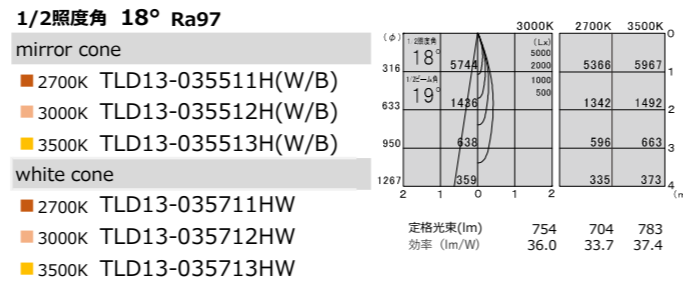 1/2照度角 18° Ra97
mirror cone
2700K TLD13-035511H(W/B)
3000K TLD13-035512H(W/B)
3500K TLD13-035513H(W/B)
white cone
2700K TLD13-035711HW
3000K TLD13-035712HW
3500K TLD13-035713HW
3000K 2700K 3500K
(φ) 1/2照度角 (Lx) 0
18° 5000
316 5744 2000 5366 5967 1
1/2ビーム角 1000
19° 500
633 1436 1342 1492 2
950 638 596 663 3
1267 359 335 373 4
2 1 0 1 2 (m
定格光束(lm) 754 704 783
効率 (lm/W) 36.0 33.7 37.4